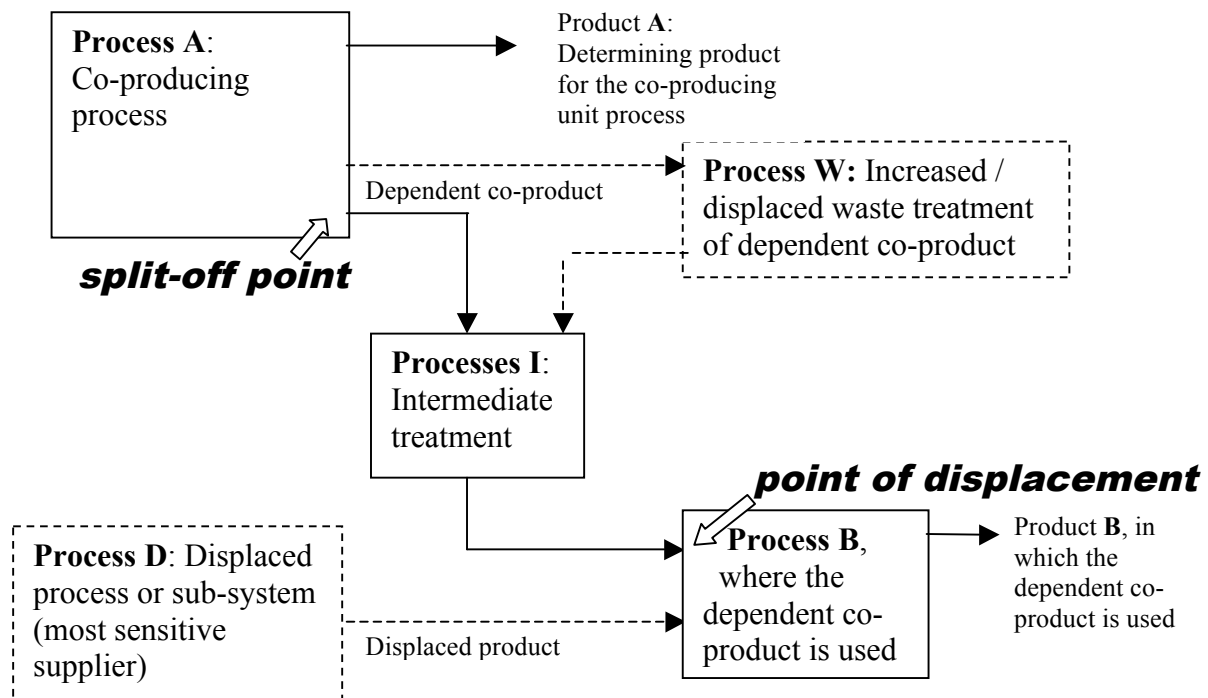 Process A:
Co-producing
process
Product A:
Determining product
for the co-producing
unit process
Dependent co-product
Process W: Increased /
displaced waste treatment
of dependent co-product
split-off point
Processes I:
Intermediate
treatment
point of displacement
Process D: Displaced
process or sub-system
(most sensitive
supplier)
Displaced product
Process B,
where the
dependent co-
product is used
Product B, in
which the
dependent co-
product is used